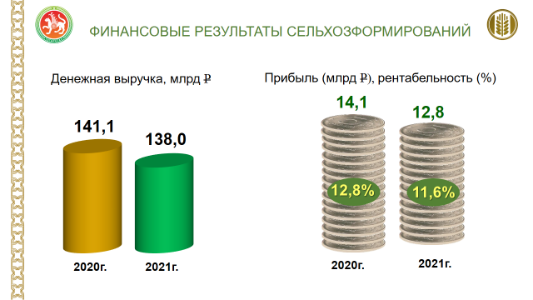 ФИНАНСОВЫЕ РЕЗУЛЬТАТЫ СЕЛЬХОЗФОРМИРОВАНИЙ
Денежная выручка, млрд ₽
141,1
138,0
2020г.
2021г.
Прибыль (млрд ₽), рентабельность (%)
14,1
12,8
12,8%
11,6%
2020г.
2021г.